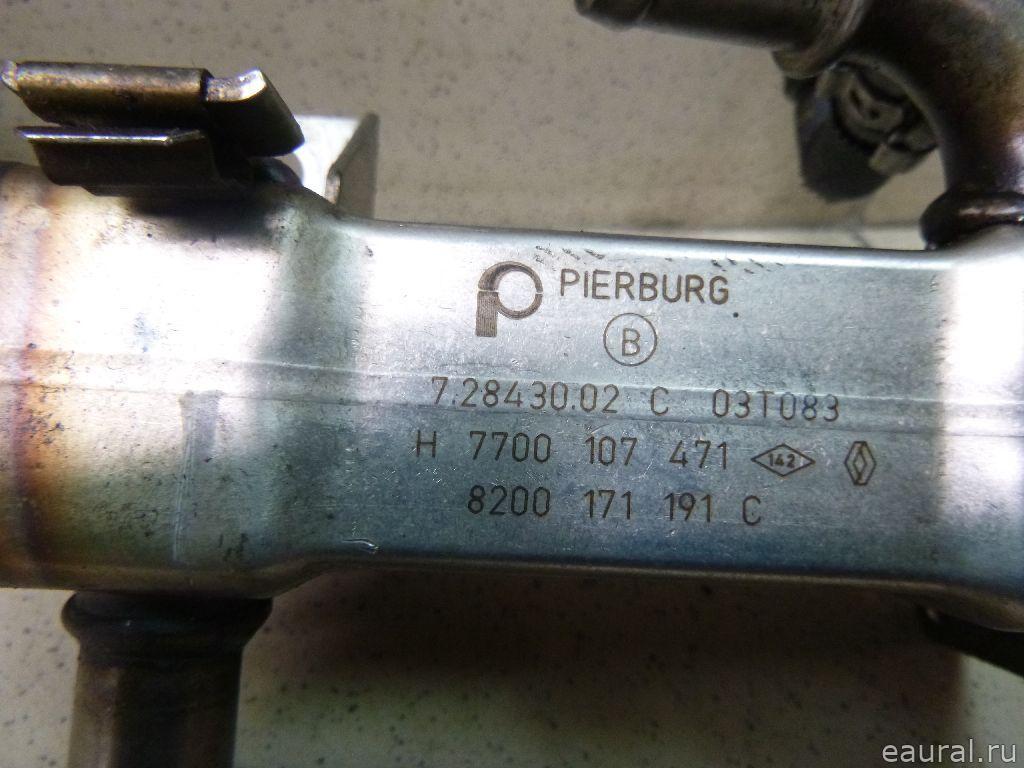 PIERBURG
B
7.28430.02 C 03T083
H 7700 107 471 142
8200 171 191 C
eaural.ru